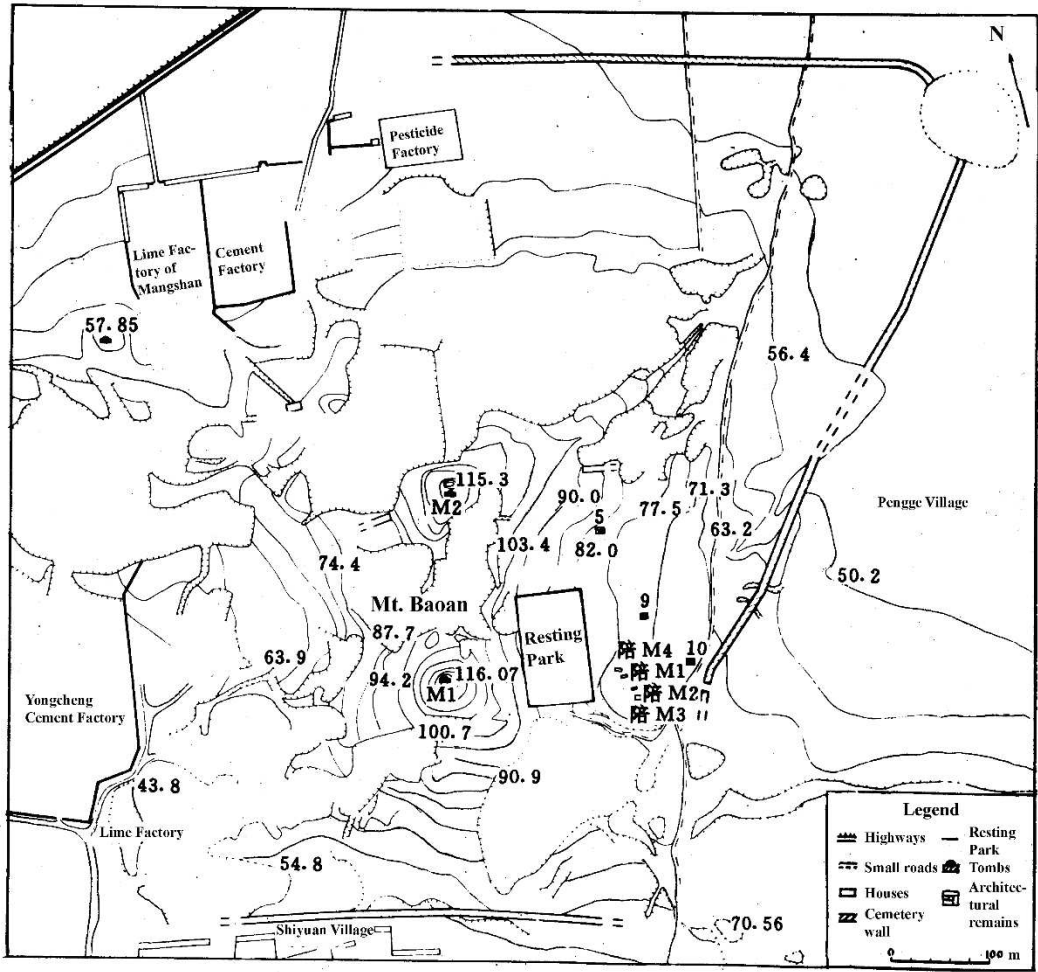 N
Pesticide
Factory
Lime Fac-
tory of
Mangshan
Cement
Factory
57.85
56.4
115.3
M2
90.0
5
82.0
77.5
71.3
63.2
Pengge Village
103.4
74.4
50.2
Mt. Baoan
87.7
Resting
Park
9
63.9
94.2
116.07
M1
陪 M4
10
陪 M1
陪 M2
陪 M3
Yongcheng
Cement Factory
100.7
90.9
43.8
Lime Factory
54.8
Shiyuan Village
70.56
Legend
Highways
Resting
Park
Small roads
Tombs
Houses
Architec-
tural
remains
Cemetery
wall
0 100 m